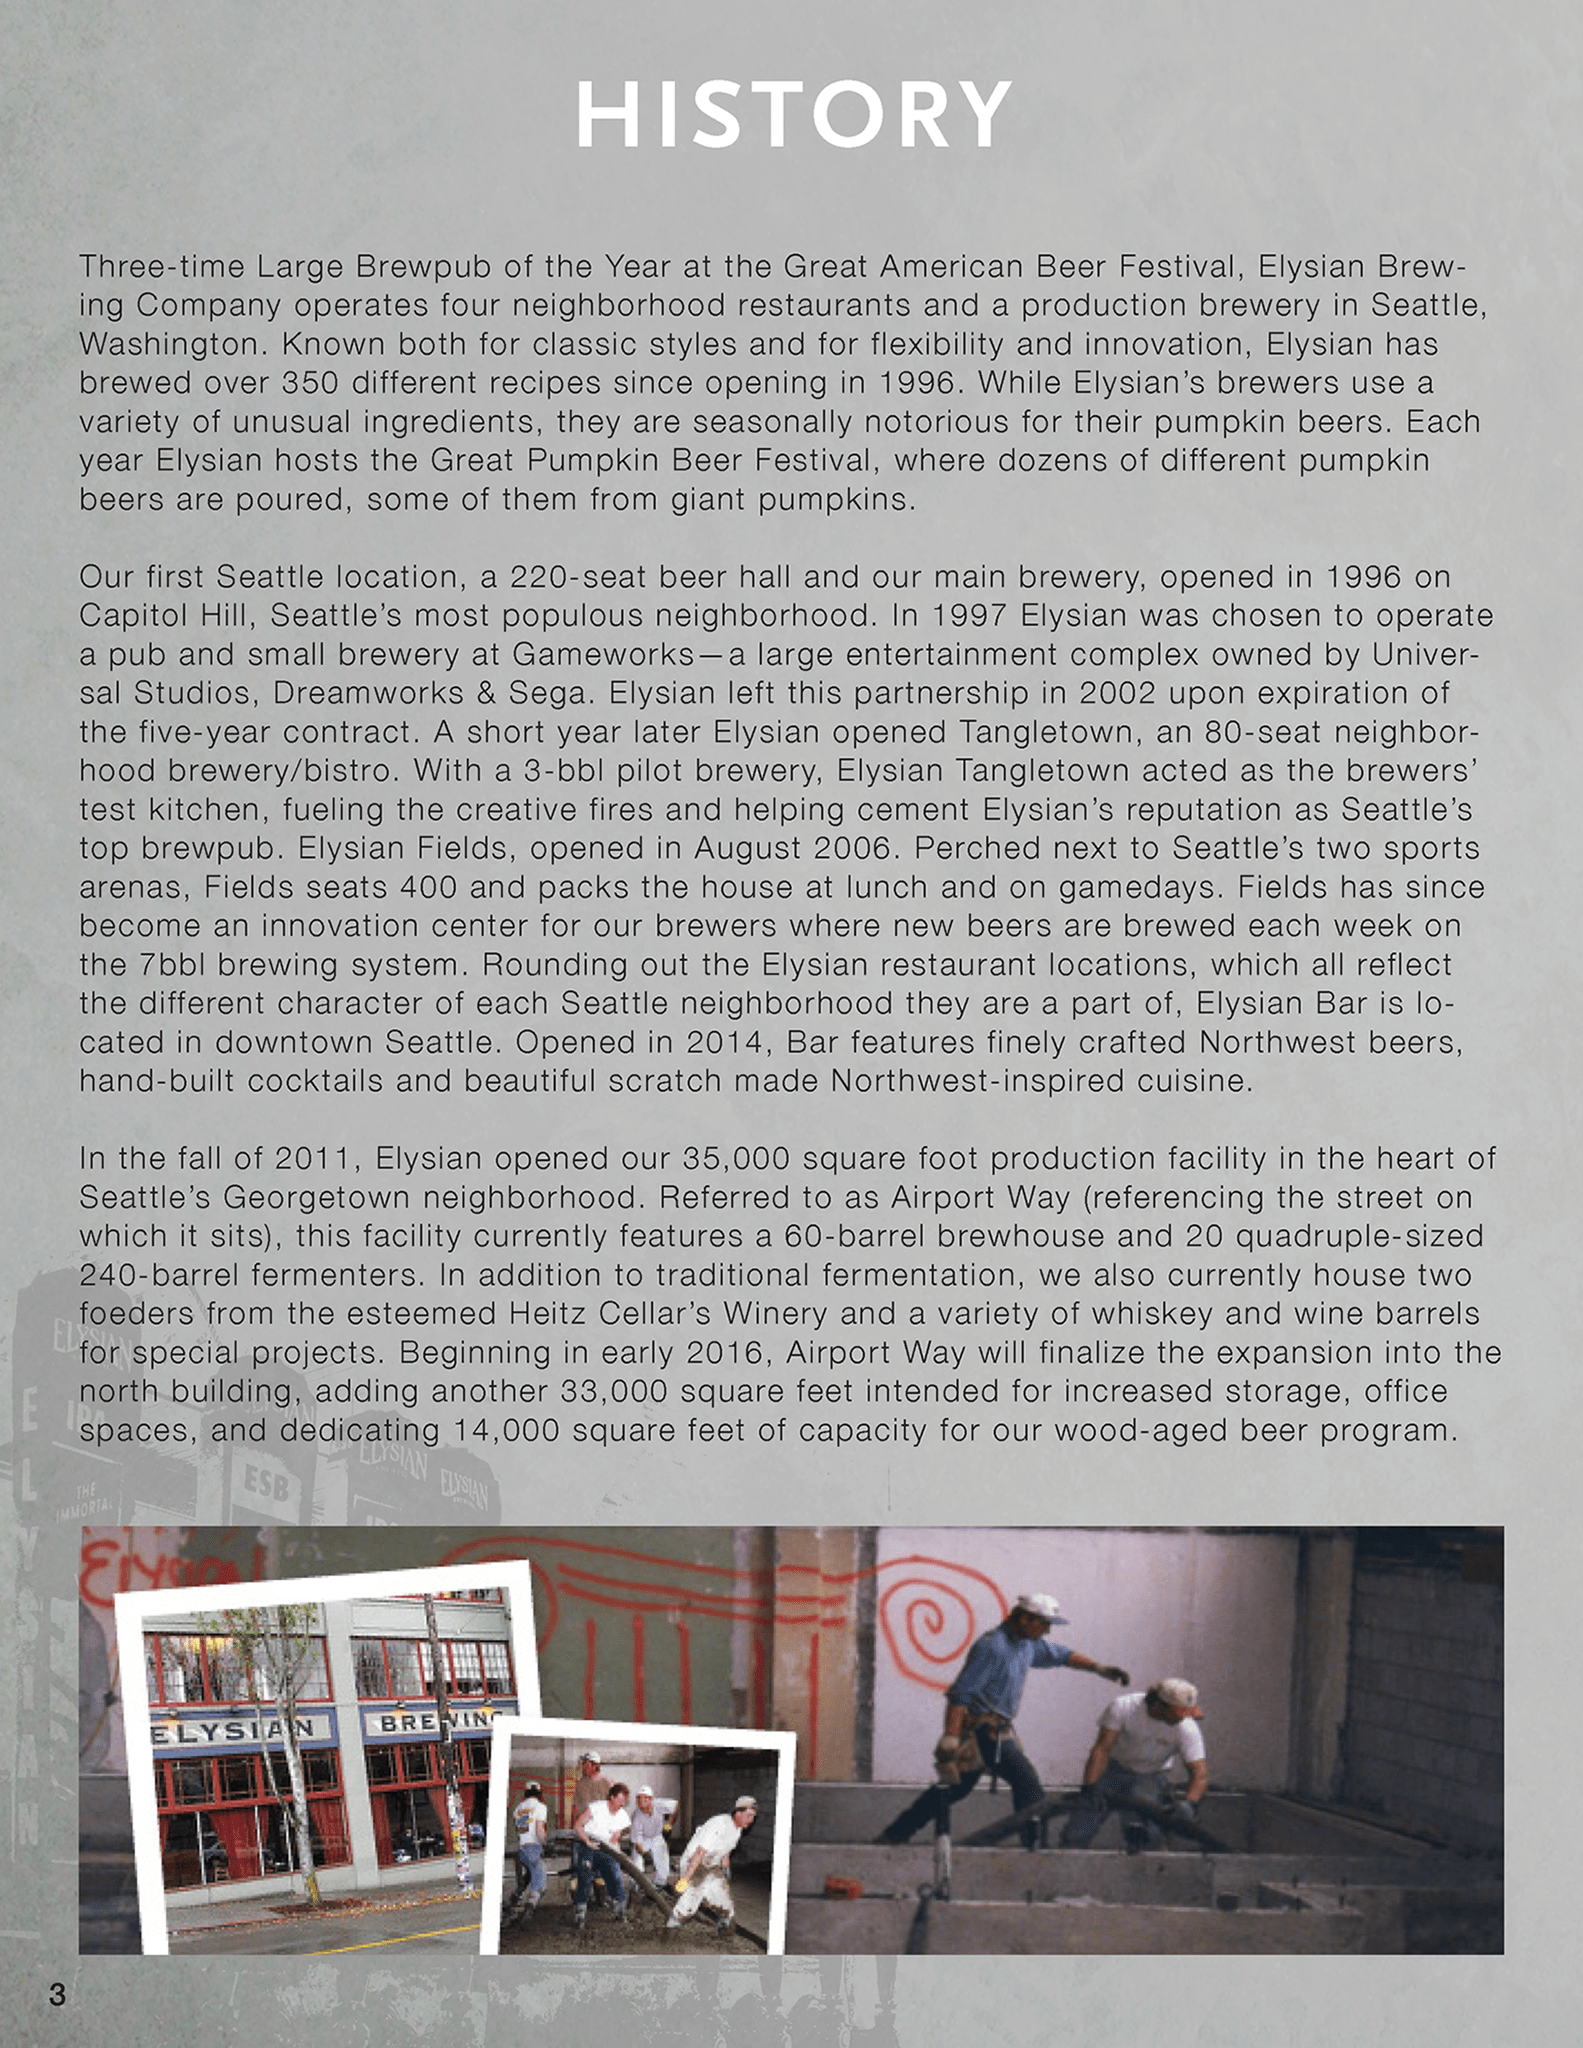 HISTORY
Three-time Large Brewpub of the Year at the Great American Beer Festival, Elysian Brew-
ing Company operates four neighborhood restaurants and a production brewery in Seattle,
Washington. Known both for classic styles and for flexibility and innovation, Elysian has
brewed over 350 different recipes since opening in 1996. While Elysian's brewers use a
variety of unusual ingredients, they are seasonally notorious for their pumpkin beers. Each
year Elysian hosts the Great Pumpkin Beer Festival, where dozens of different pumpkin
beers are poured, some of them from giant pumpkins.
Our first Seattle location, a 220-seat beer hall and our main brewery, opened in 1996 on
Capitol Hill, Seattle's most populous neighborhood. In 1997 Elysian was chosen to operate
a pub and small brewery at Gameworks—a large entertainment complex owned by Univer-
sal Studios, Dreamworks & Sega. Elysian left this partnership in 2002 upon expiration of
the five-year contract. A short year later Elysian opened Tangletown, an 80-seat neighbor-
hood brewery/bistro. With a 3-bbl pilot brewery, Elysian Tangletown acted as the brewers'
test kitchen, fueling the creative fires and helping cement Elysian's reputation as Seattle's
top brewpub. Elysian Fields, opened in August 2006. Perched next to Seattle's two sports
arenas, Fields seats 400 and packs the house at lunch and on gamedays. Fields has since
become an innovation center for our brewers where new beers are brewed each week on
the 7bbl brewing system. Rounding out the Elysian restaurant locations, which all reflect
the different character of each Seattle neighborhood they are a part of, Elysian Bar is lo-
cated in downtown Seattle. Opened in 2014, Bar features finely crafted Northwest beers,
hand-built cocktails and beautiful scratch made Northwest-inspired cuisine.
In the fall of 2011, Elysian opened our 35,000 square foot production facility in the heart of
Seattle's Georgetown neighborhood. Referred to as Airport Way (referencing the street on
which it sits), this facility currently features a 60-barrel brewhouse and 20 quadruple-sized
240-barrel fermenters. In addition to traditional fermentation, we also currently house two
foeders from the esteemed Heitz Cellar's Winery and a variety of whiskey and wine barrels
for special projects. Beginning in early 2016, Airport Way will finalize the expansion into the
north building, adding another 33,000 square feet intended for increased storage, office
spaces, and dedicating 14,000 square feet of capacity for our wood-aged beer program.
ELYSIAN
ELYSIAN
THE
IMMORTAL
ESB
ELYSIAN
ELYSIAN
Elysian
ELYSIAN
BREWING
3